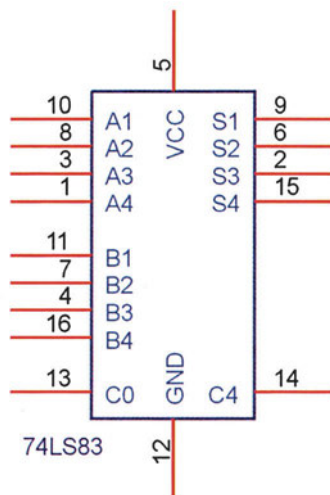 5
VCC
10 A1 S1 9
8 A2 S2 6
3 A3 S3 2
1 A4 S4 15
11 B1
7 B2
4 B3
16 B4
13 C0 GND C4 14
12
74LS83